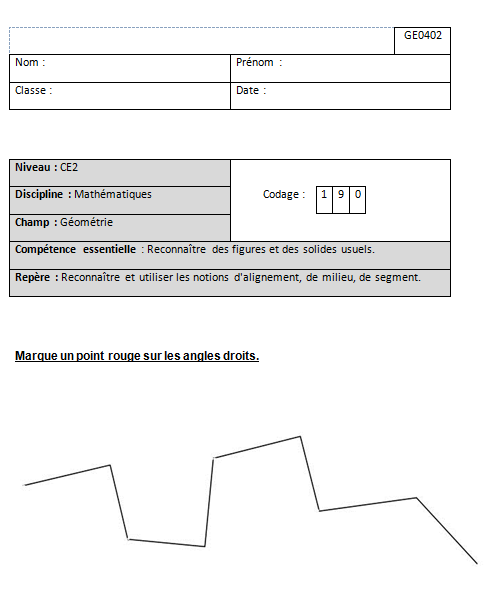 GE0402
Nom :
Prénom :
Classe :
Date :
Niveau : CE2
Discipline : Mathématiques
Codage : 1 9 0
Champ : Géométrie
Compétence essentielle : Reconnaître des figures et des solides usuels.
Repère : Reconnaître et utiliser les notions d'alignement, de milieu, de segment.
Marque un point rouge sur les angles droits.